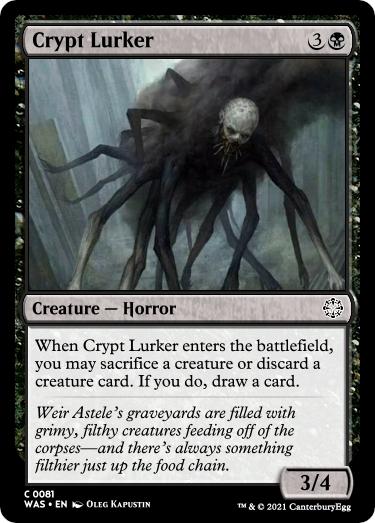 Crypt Lurker 3
Creature — Horror
When Crypt Lurker enters the battlefield,
you may sacrifice a creature or discard a
creature card. If you do, draw a card.
Weir Astele's graveyards are filled with
grimy, filthy creatures feeding off of the
corpses—and there's always something
filthier just up the food chain.
3/4
C 0081
WAS • EN Oleg Kapustin
™ & © 2021 CanterburyEgg